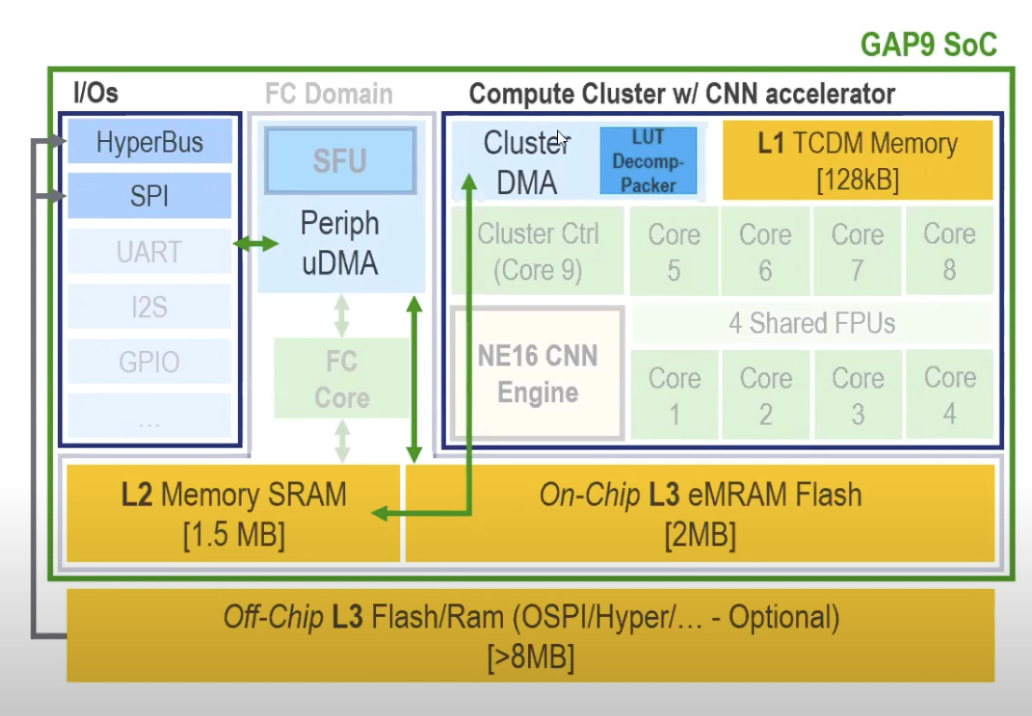 GAP9 SoC
I/Os
FC Domain
Compute Cluster w/ CNN accelerator
HyperBus
SPI
UART
I2S
GPIO
...
SFU
Periph
uDMA
FC
Core
Cluster
DMA
LUT
Decomp-
Packer
L1 TCDM Memory
[128kB]
Cluster Ctrl
(Core 9)
Core
5
Core
6
Core
7
Core
8
NE16 CNN
Engine
4 Shared FPUs
Core
1
Core
2
Core
3
Core
4
L2 Memory SRAM
[1.5 MB]
On-Chip L3 eMRAM Flash
[2MB]
Off-Chip L3 Flash/Ram (OSPI/Hyper/... - Optional)
[>8MB]